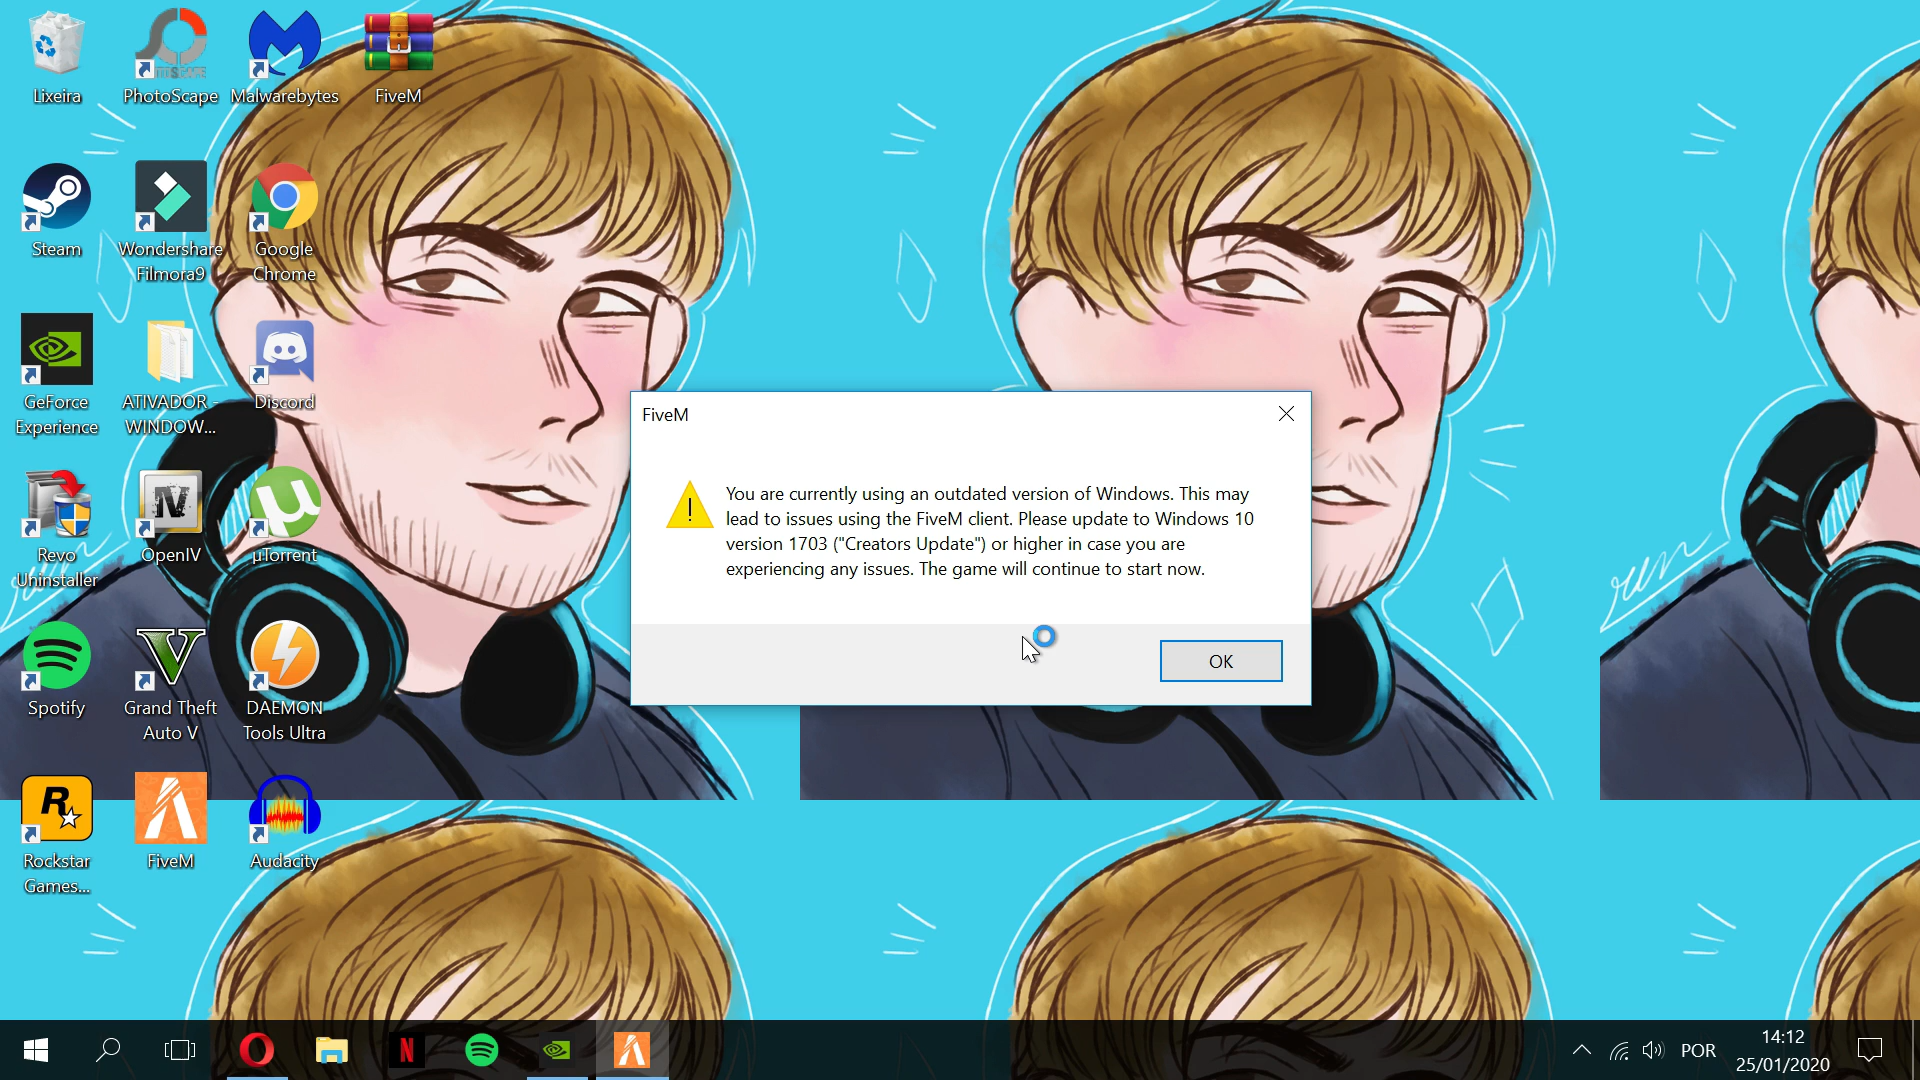 Lixeira
PhotoScape
Malwarebytes
FiveM
Steam
Wondershare
Filmora9
Google
Chrome
GeForce
Experience
ATIVADOR -
WINDOW...
Discord
Revo
Uninstaller
OpenIV
µTorrent
Spotify
Grand Theft
Auto V
DAEMON
Tools Ultra
Rockstar
Games...
FiveM
Audacity
FiveM
You are currently using an outdated version of Windows. This may
lead to issues using the FiveM client. Please update to Windows 10
version 1703 ("Creators Update") or higher in case you are
experiencing any issues. The game will continue to start now.
OK
POR
14:12
25/01/2020